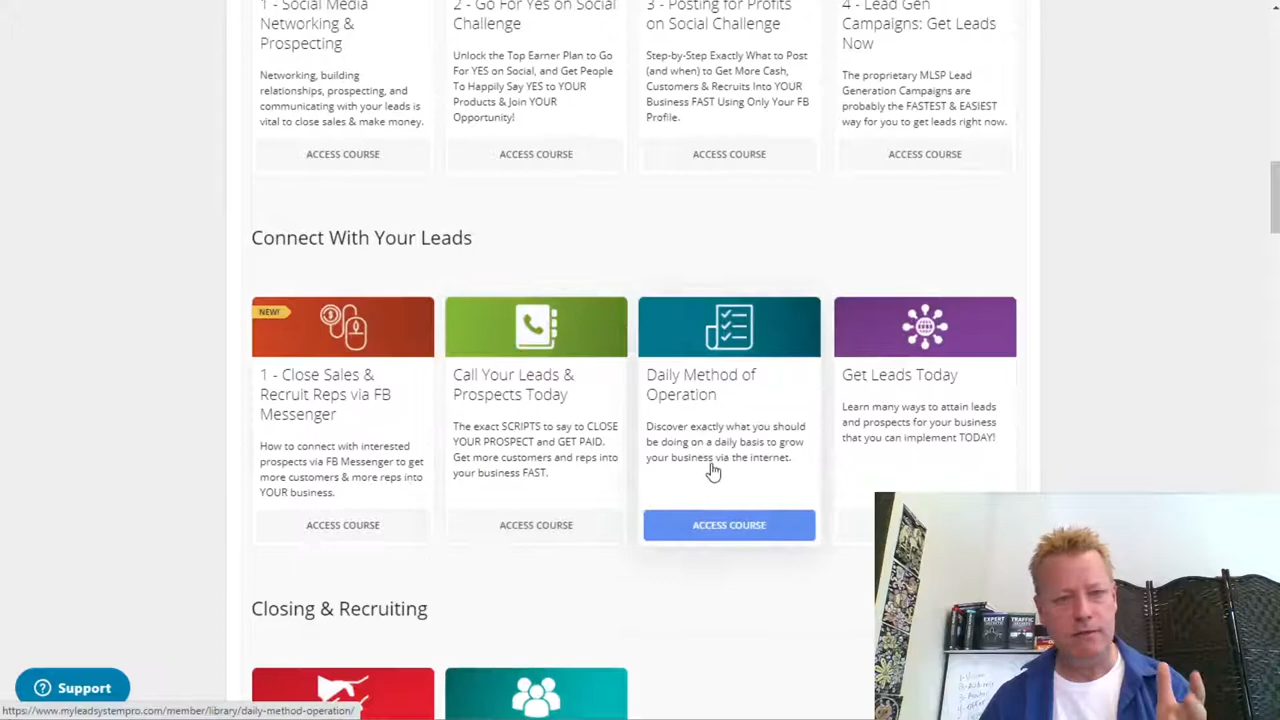 1 - Social Media
Networking &
Prospecting
Networking, building
relationships, prospecting, and
communicating with your leads is
vital to close sales & make money.
ACCESS COURSE
2 - Go For Yes on Social
Challenge
Unlock the Top Earner Plan to Go
For YES on Social, and Get People
To Happily Say YES to YOUR
Products & Join YOUR
Opportunity!
ACCESS COURSE
3 - Posting for Profits
on Social Challenge
Step-by-Step Exactly What to Post
(and when) to Get More Cash,
Customers & Recruits Into YOUR
Business FAST Using Only Your FB
Profile.
ACCESS COURSE
4 - Lead Gen
Campaigns: Get Leads
Now
The proprietary MLSP Lead
Generation Campaigns are
probably the FASTEST & EASIEST
way for you to get leads right now.
ACCESS COURSE
Connect With Your Leads
NEW!
1 - Close Sales &
Recruit Reps via FB
Messenger
How to connect with interested
prospects via FB Messenger to get
more customers & more reps into
YOUR business.
ACCESS COURSE
Call Your Leads &
Prospects Today
The exact SCRIPTS to say to CLOSE
YOUR PROSPECT and GET PAID.
Get more customers and reps into
your business FAST.
ACCESS COURSE
Daily Method of
Operation
Discover exactly what you should
be doing on a daily basis to grow
your business via the internet.
ACCESS COURSE
Get Leads Today
Learn many ways to attain leads
and prospects for your business
that you can implement TODAY!
Closing & Recruiting
EXPERT
TRAFFIC
Support
https://www.myleadsystempro.com/member/library/daily-method-operation/